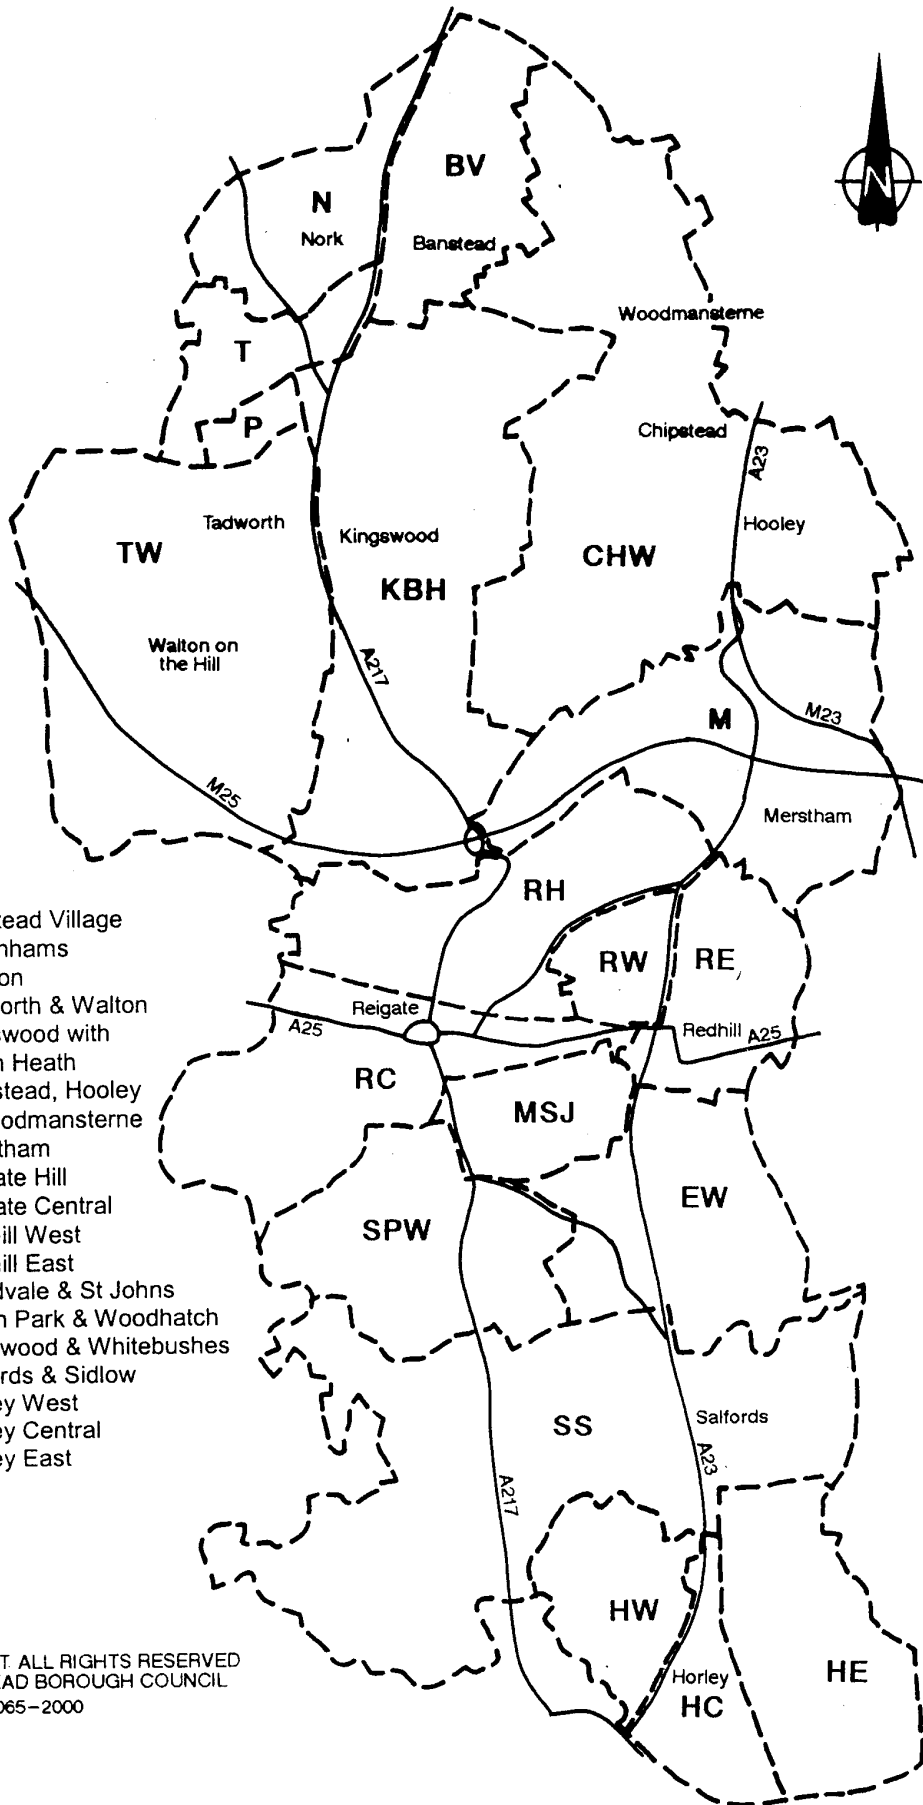 BV
N
N
Nork
Banstead
Woodmansterne
T
P
Chipstead
A23
Tadworth
Kingswood
Hooley
TW
KBH
CHW
Walton on
the Hill
A217
M
M23
M25
Merstham
RH
ead Village
nhams
on
orth & Walton
swood with
n Heath
stead, Hooley
oodmansterne
tham
ate Hill
ate Central
ill West
ill East
dvale & St Johns
h Park & Woodhatch
wood & Whitebushes
rds & Sidlow
ey West
ey Central
ey East
RW
RE
Reigate
A25
Redhill
A25
RC
MSJ
EW
SPW
SS
Salfords
A23
A217
HW
Horley
HC
HE
T. ALL RIGHTS RESERVED
EAD BOROUGH COUNCIL
065-2000